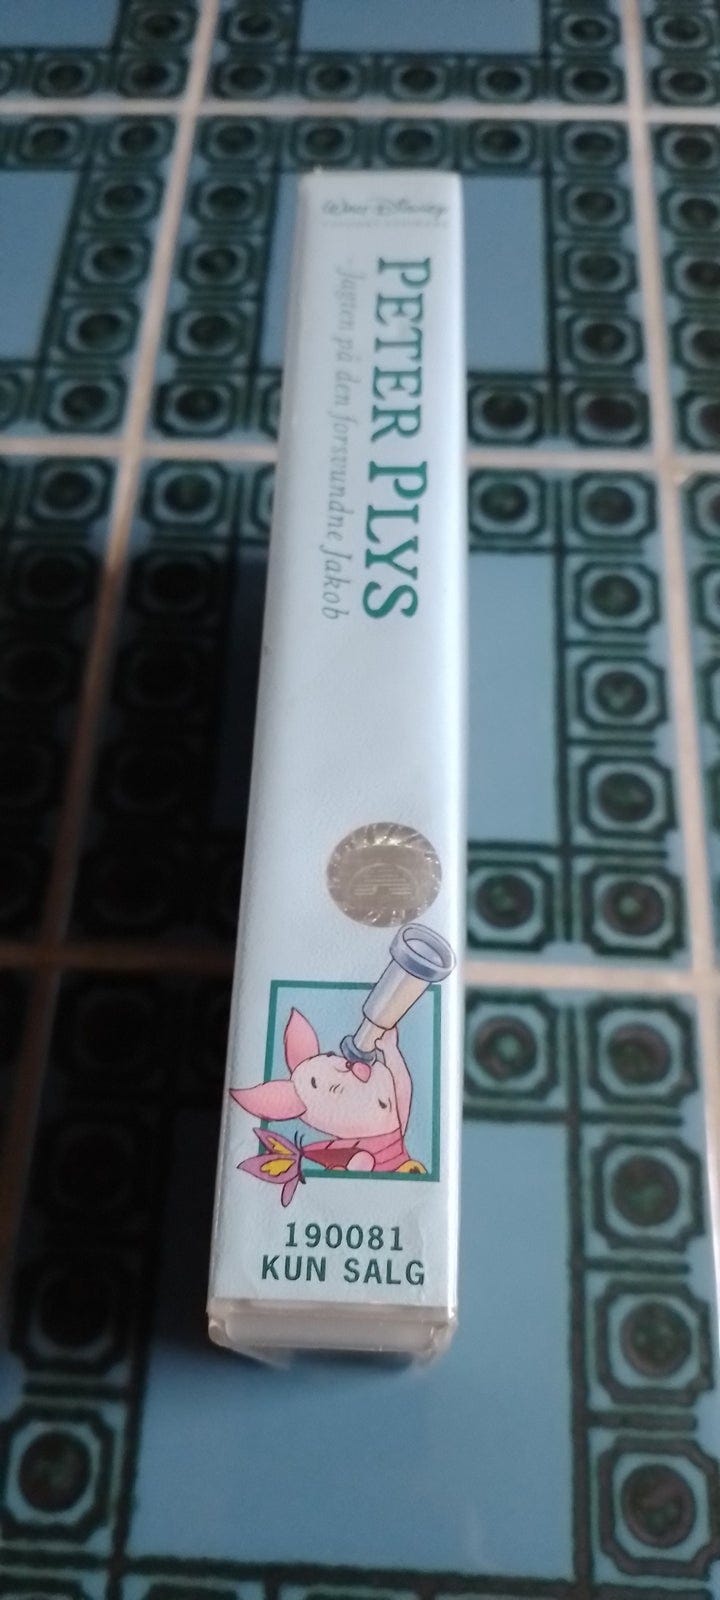 Walt Disney
PETER PLYS
- Jagten på den forsvundne Jakob
190081
KUN SALG